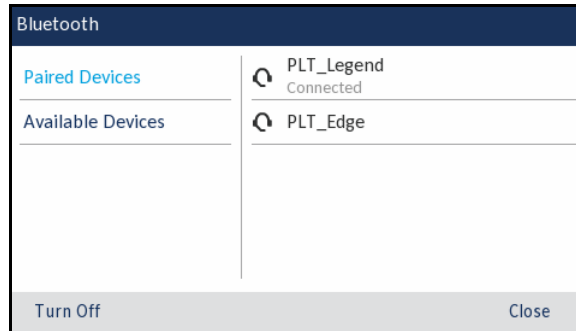 Bluetooth
Paired Devices
Available Devices
PLT_Legend
Connected
PLT_Edge
Turn Off
Close